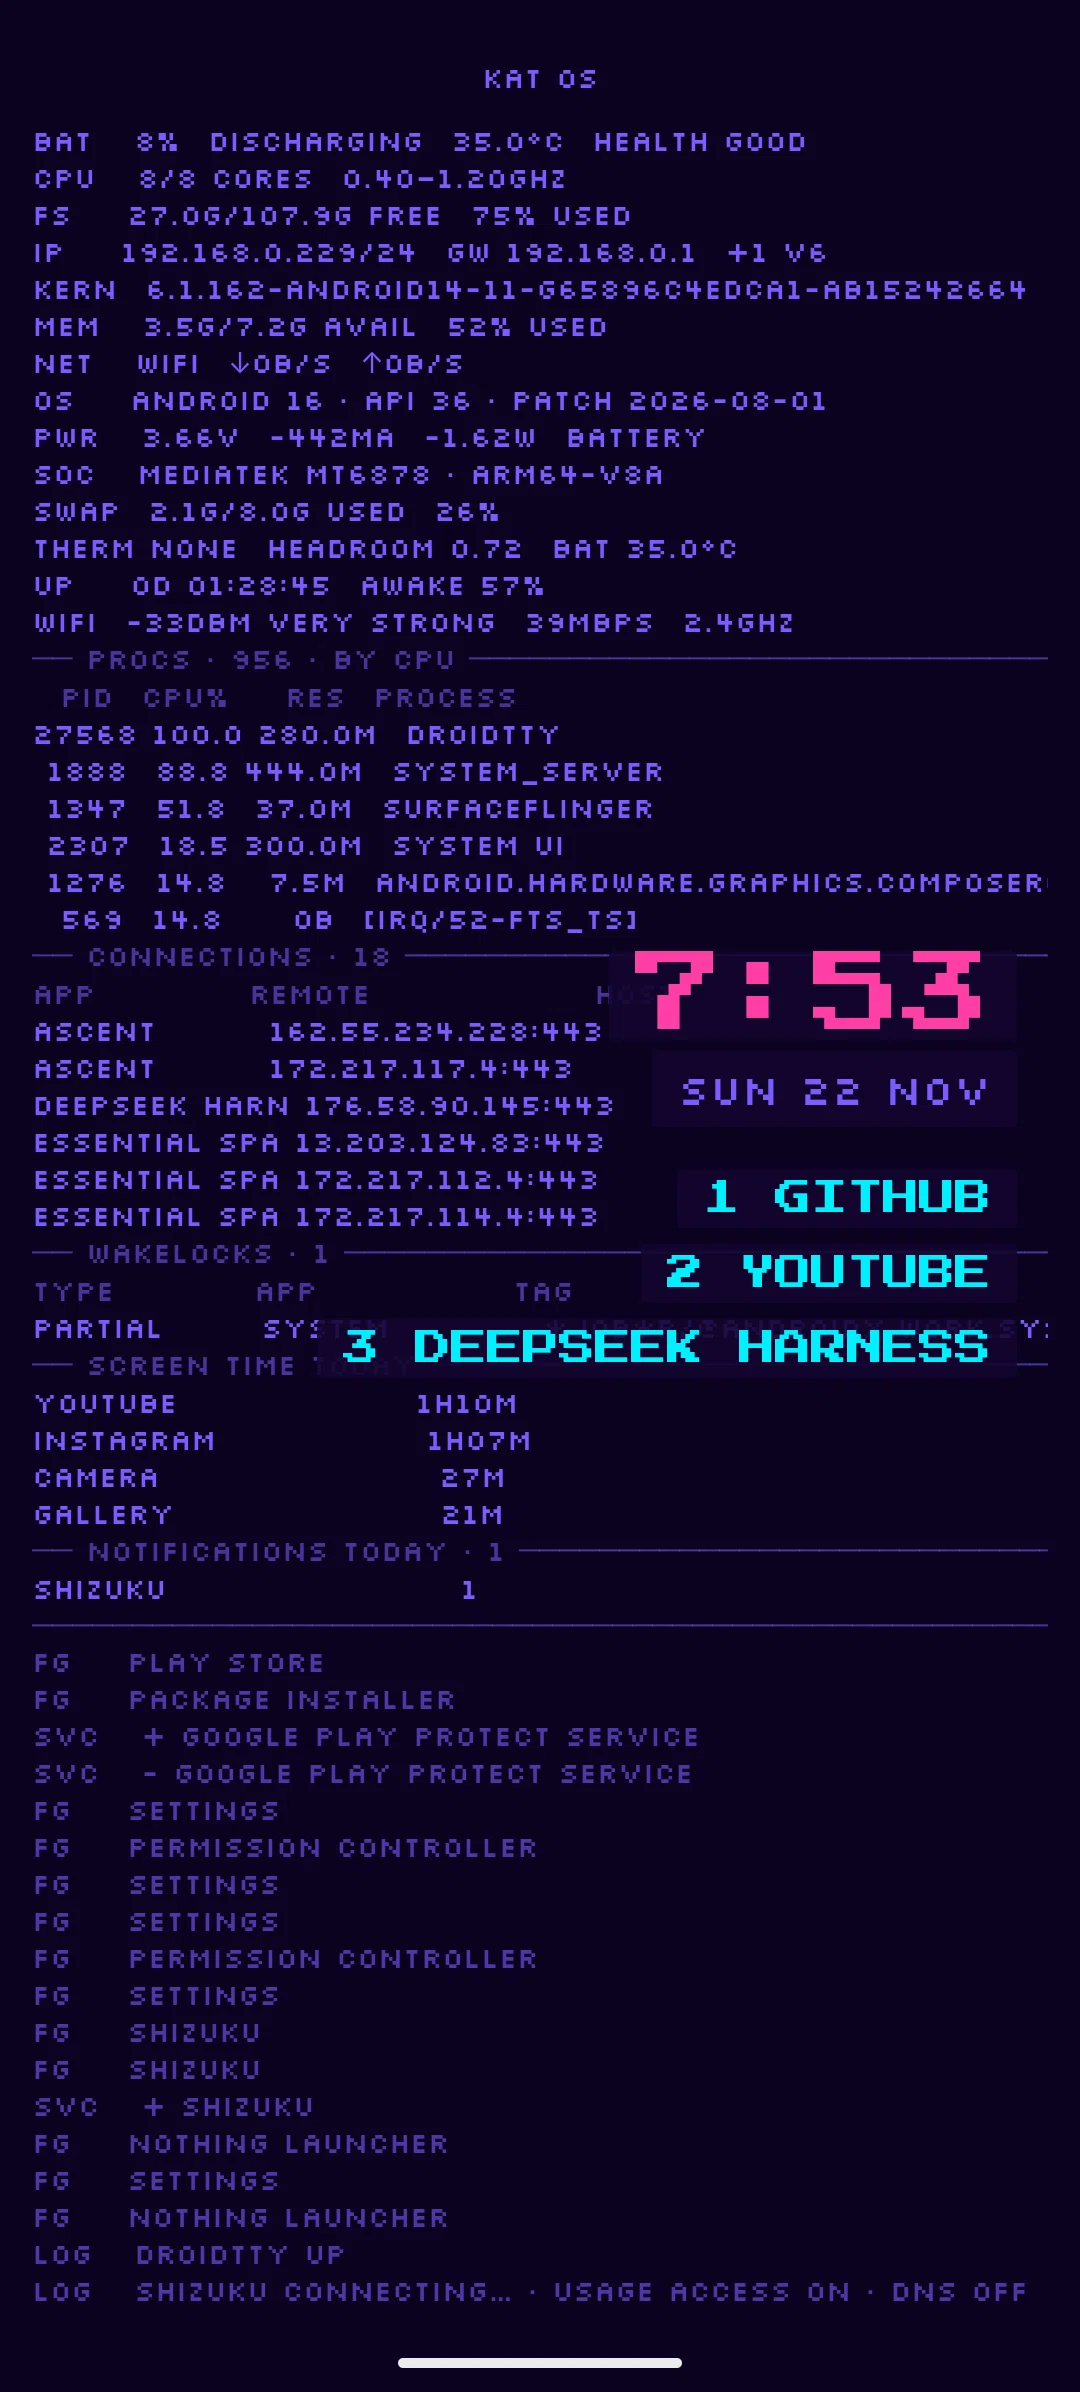 KAT OS
BAT 8% DISCHARGING 35.0°C HEALTH GOOD
CPU 8/8 CORES 0.40-1.20GHZ
FS 27.0G/107.9G FREE 75% USED
IP 192.168.0.229/24 GW 192.168.0.1 +1 V6
KERN 6.1.162-ANDROID14-11-G65896C4EDCA1-AB15242664
MEM 3.5G/7.2G AVAIL 52% USED
NET WIFI ↓0B/S ↑0B/S
OS ANDROID 16 · API 36 · PATCH 2026-08-01
PWR 3.66V -442MA -1.62W BATTERY
SOC MEDIATEK MT6878 · ARM64-V8A
SWAP 2.1G/8.0G USED 26%
THERM NONE HEADROOM 0.72 BAT 35.0°C
UP 0D 01:28:45 AWAKE 57%
WIFI -33DBM VERY STRONG 39MBPS 2.4GHZ
PROCS · 956 · BY CPU
PID CPU% RES PROCESS
27568 100.0 280.0M DROIDTTY
1888 88.8 444.0M SYSTEM_SERVER
1347 51.8 37.0M SURFACEFLINGER
2307 18.5 300.0M SYSTEM UI
1276 14.8 7.5M ANDROID.HARDWARE.GRAPHICS.COMPOSER
569 14.8 0B [IRQ/52-FTS_TS]
CONNECTIONS · 18
7:53
APP REMOTE HOST
ASCENT 162.55.234.228:443
ASCENT 172.217.117.4:443
SUN 22 NOV
DEEPSEEK HARN 176.58.90.145:443
ESSENTIAL SPA 13.203.124.83:443
ESSENTIAL SPA 172.217.112.4:443
1 GITHUB
ESSENTIAL SPA 172.217.114.4:443
WAKELOCKS · 1
2 YOUTUBE
TYPE APP TAG
PARTIAL SYSTEM
3 DEEPSEEK HARNESS
SCREEN TIME TODAY
YOUTUBE 1H10M
INSTAGRAM 1H07M
CAMERA 27M
GALLERY 21M
NOTIFICATIONS TODAY · 1
SHIZUKU 1
FG PLAY STORE
FG PACKAGE INSTALLER
SVC + GOOGLE PLAY PROTECT SERVICE
SVC - GOOGLE PLAY PROTECT SERVICE
FG SETTINGS
FG PERMISSION CONTROLLER
FG SETTINGS
FG SETTINGS
FG PERMISSION CONTROLLER
FG SETTINGS
FG SHIZUKU
FG SHIZUKU
SVC + SHIZUKU
FG NOTHING LAUNCHER
FG SETTINGS
FG NOTHING LAUNCHER
LOG DROIDTTY UP
LOG SHIZUKU CONNECTING… · USAGE ACCESS ON · DNS OFF